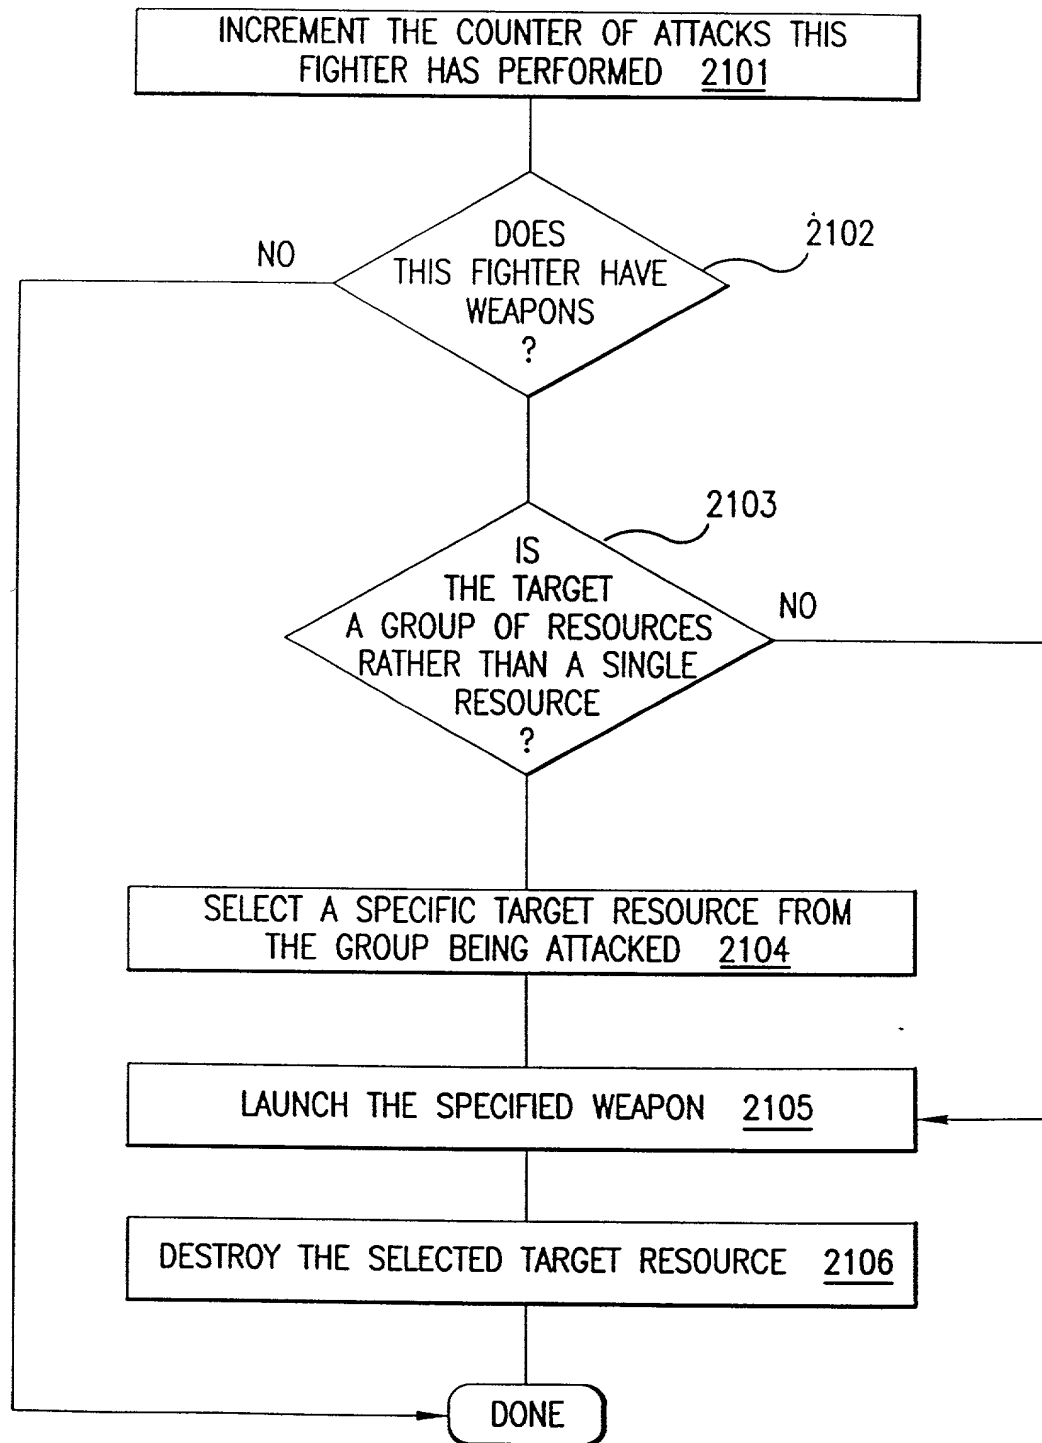 INCREMENT THE COUNTER OF ATTACKS THIS
FIGHTER HAS PERFORMED 2101
DOES
THIS FIGHTER HAVE
WEAPONS
?
NO
2102
IS
THE TARGET
A GROUP OF RESOURCES
RATHER THAN A SINGLE
RESOURCE
?
2103
NO
SELECT A SPECIFIC TARGET RESOURCE FROM
THE GROUP BEING ATTACKED 2104
LAUNCH THE SPECIFIED WEAPON 2105
DESTROY THE SELECTED TARGET RESOURCE 2106
DONE